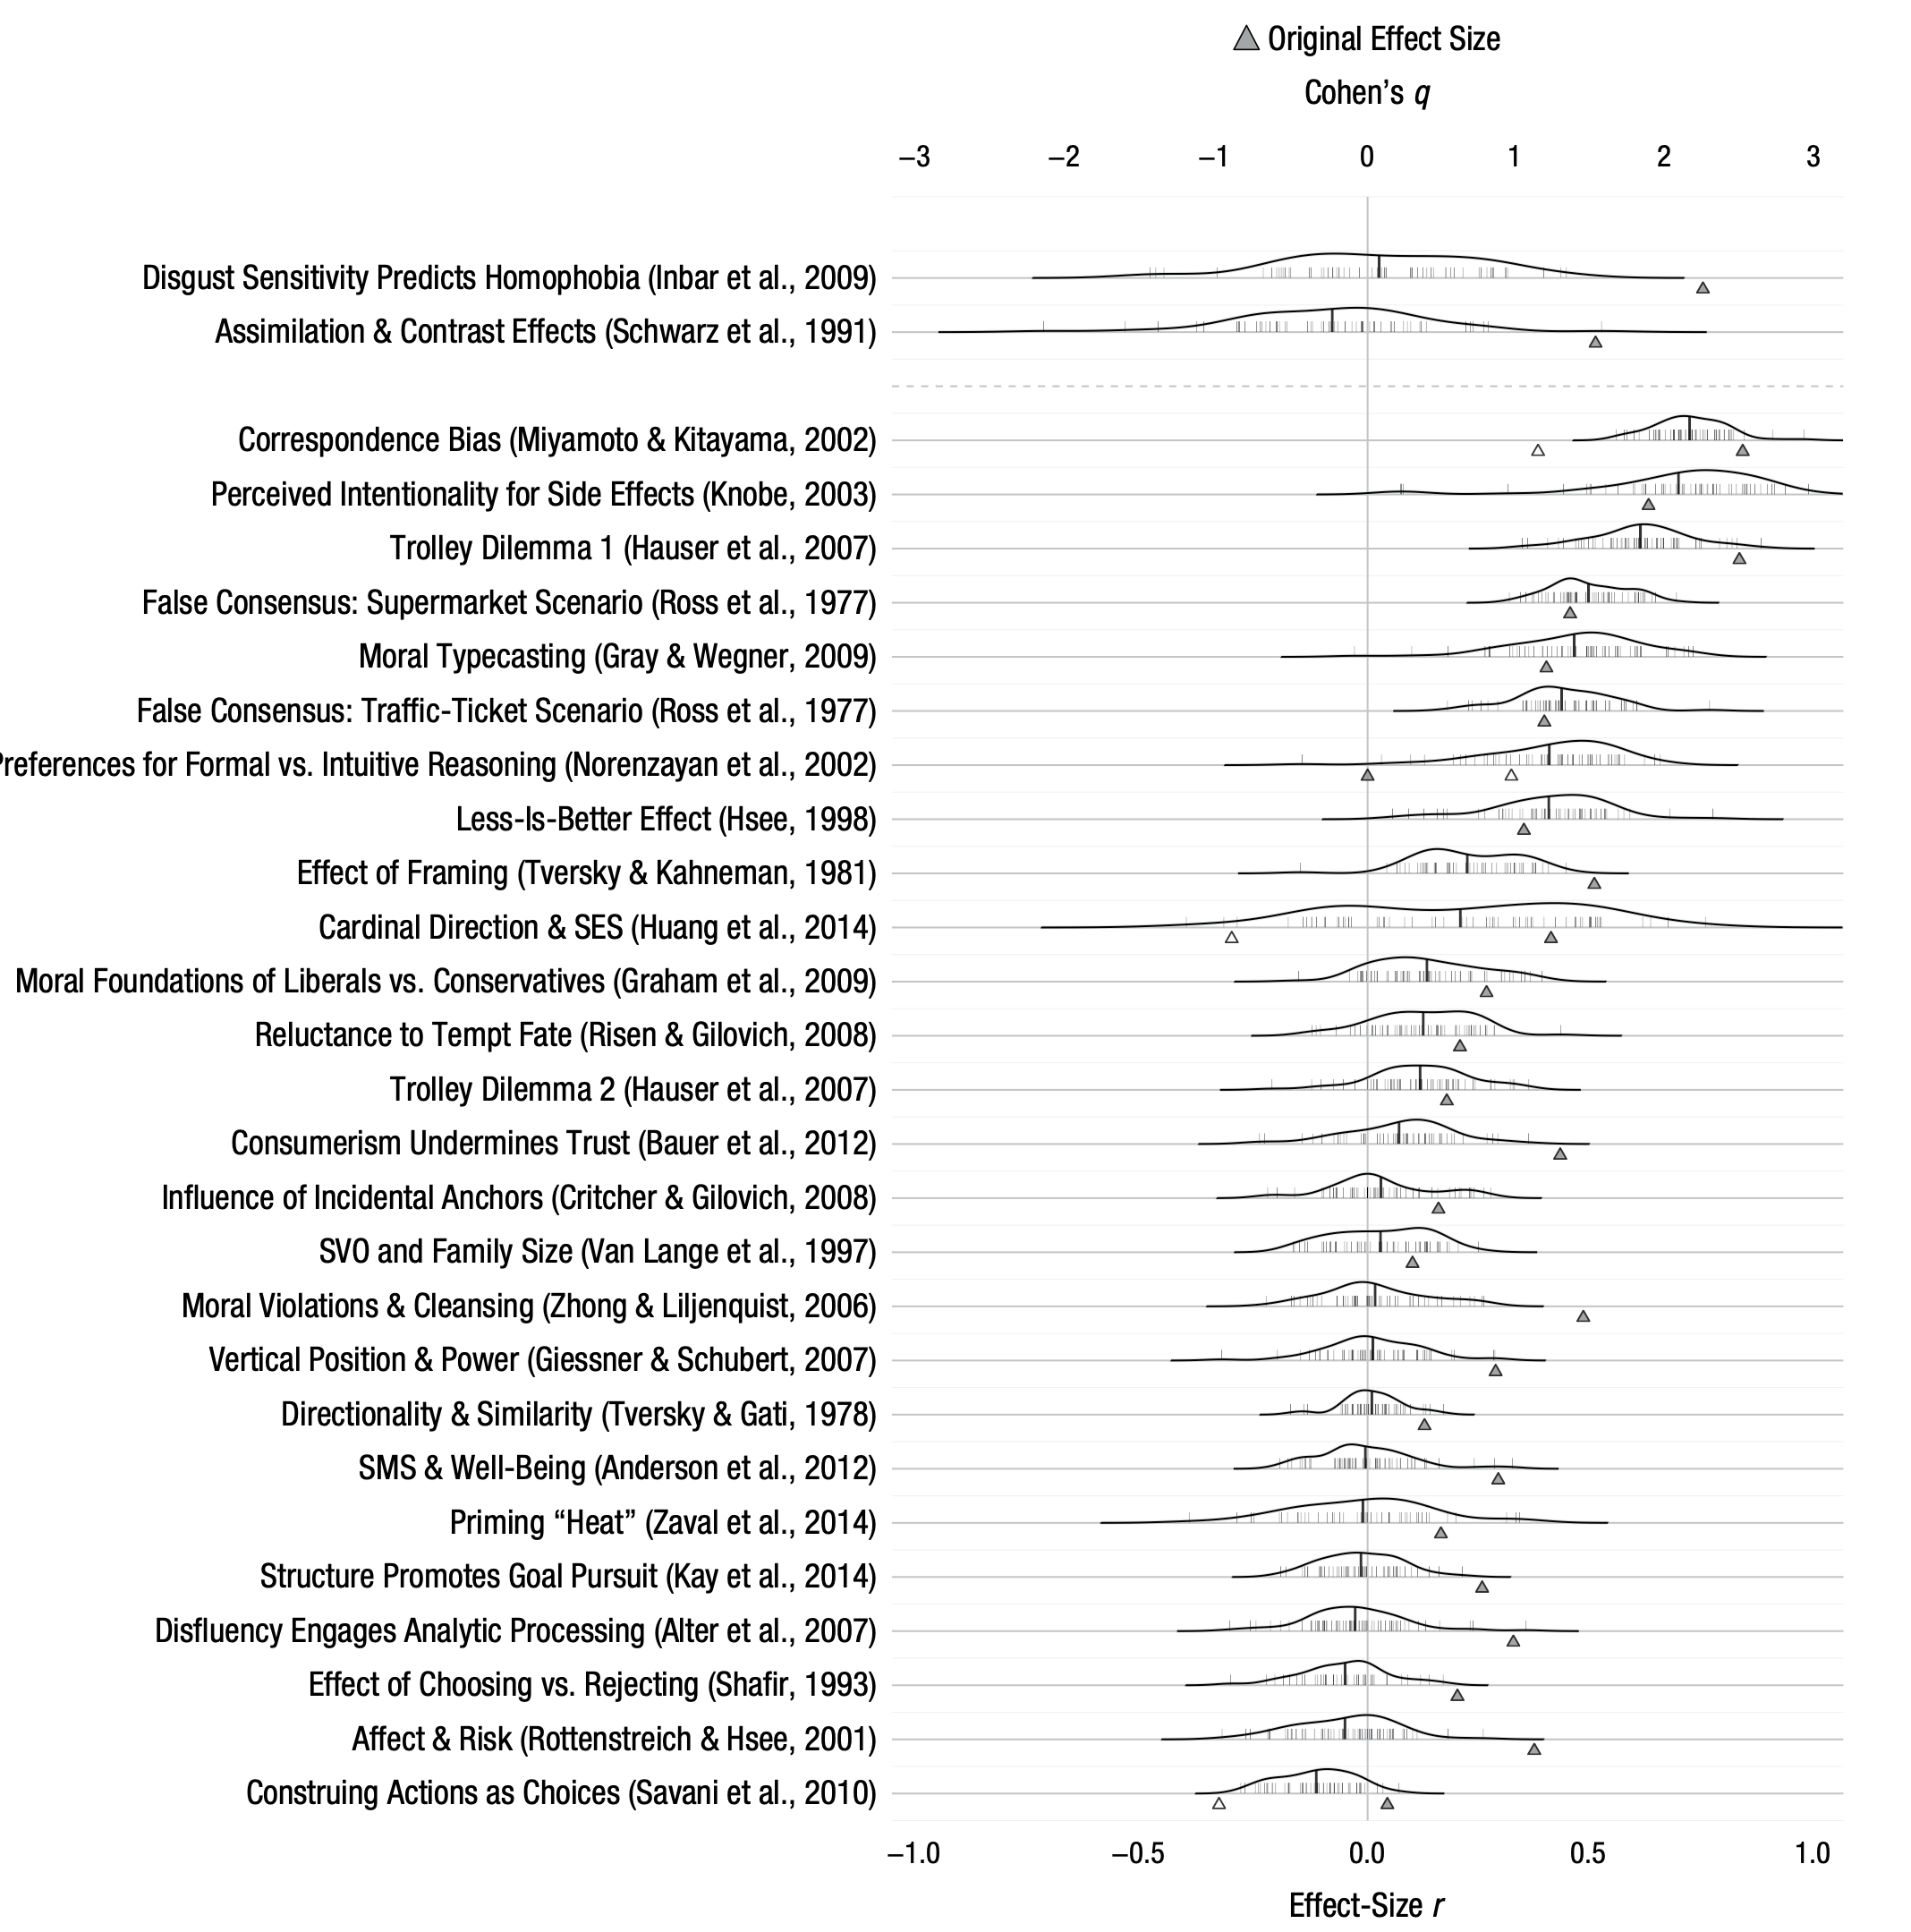 Original Effect Size
Cohen's q
–3 –2 –1 0 1 2 3
Disgust Sensitivity Predicts Homophobia (Inbar et al., 2009)
Assimilation & Contrast Effects (Schwarz et al., 1991)
Correspondence Bias (Miyamoto & Kitayama, 2002)
Perceived Intentionality for Side Effects (Knobe, 2003)
Trolley Dilemma 1 (Hauser et al., 2007)
False Consensus: Supermarket Scenario (Ross et al., 1977)
Moral Typecasting (Gray & Wegner, 2009)
False Consensus: Traffic-Ticket Scenario (Ross et al., 1977)
Preferences for Formal vs. Intuitive Reasoning (Norenzayan et al., 2002)
Less-Is-Better Effect (Hsee, 1998)
Effect of Framing (Tversky & Kahneman, 1981)
Cardinal Direction & SES (Huang et al., 2014)
Moral Foundations of Liberals vs. Conservatives (Graham et al., 2009)
Reluctance to Tempt Fate (Risen & Gilovich, 2008)
Trolley Dilemma 2 (Hauser et al., 2007)
Consumerism Undermines Trust (Bauer et al., 2012)
Influence of Incidental Anchors (Critcher & Gilovich, 2008)
SVO and Family Size (Van Lange et al., 1997)
Moral Violations & Cleansing (Zhong & Liljenquist, 2006)
Vertical Position & Power (Giessner & Schubert, 2007)
Directionality & Similarity (Tversky & Gati, 1978)
SMS & Well-Being (Anderson et al., 2012)
Priming “Heat” (Zaval et al., 2014)
Structure Promotes Goal Pursuit (Kay et al., 2014)
Disfluency Engages Analytic Processing (Alter et al., 2007)
Effect of Choosing vs. Rejecting (Shafir, 1993)
Affect & Risk (Rottenstreich & Hsee, 2001)
Construing Actions as Choices (Savani et al., 2010)
–1.0 –0.5 0.0 0.5 1.0
Effect-Size r